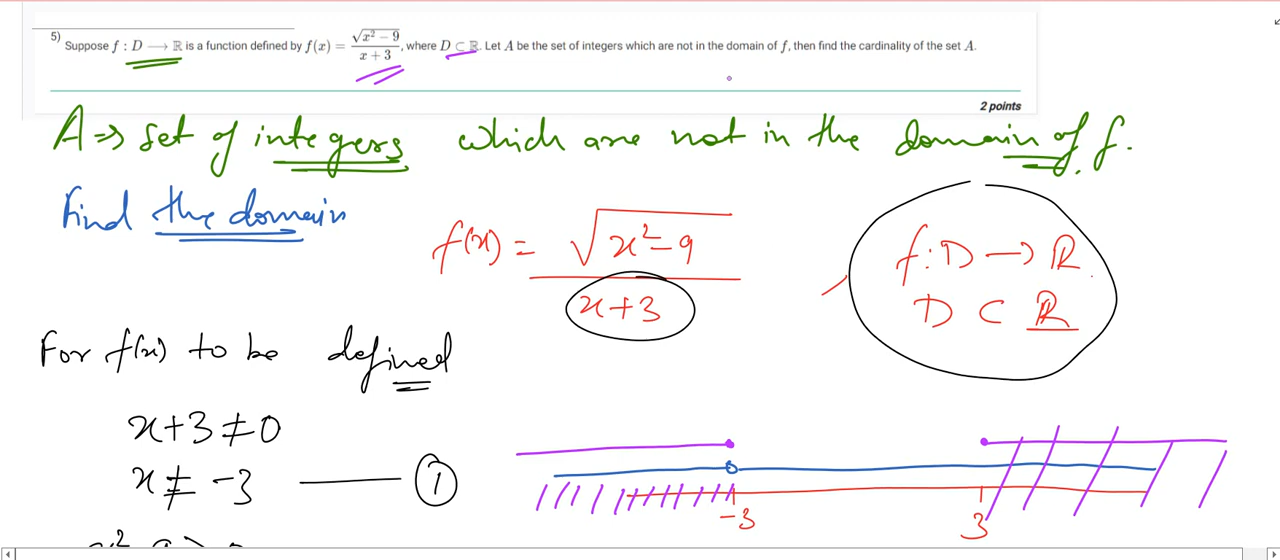 5) Suppose f : D → ℝ is a function defined by f(x) = √(x² − 9) / (x + 3), where D ⊂ ℝ. Let A be the set of integers which are not in the domain of f, then find the cardinality of the set A.
2 points
A ⇒ set of integers which are not in the domain of f.
Find the domain
f(x) = √(x² − 9) / (x + 3)
f: D → ℝ
D ⊂ ℝ
For f(x) to be defined
x + 3 ≠ 0
x ≠ −3 —— ①
−3 3